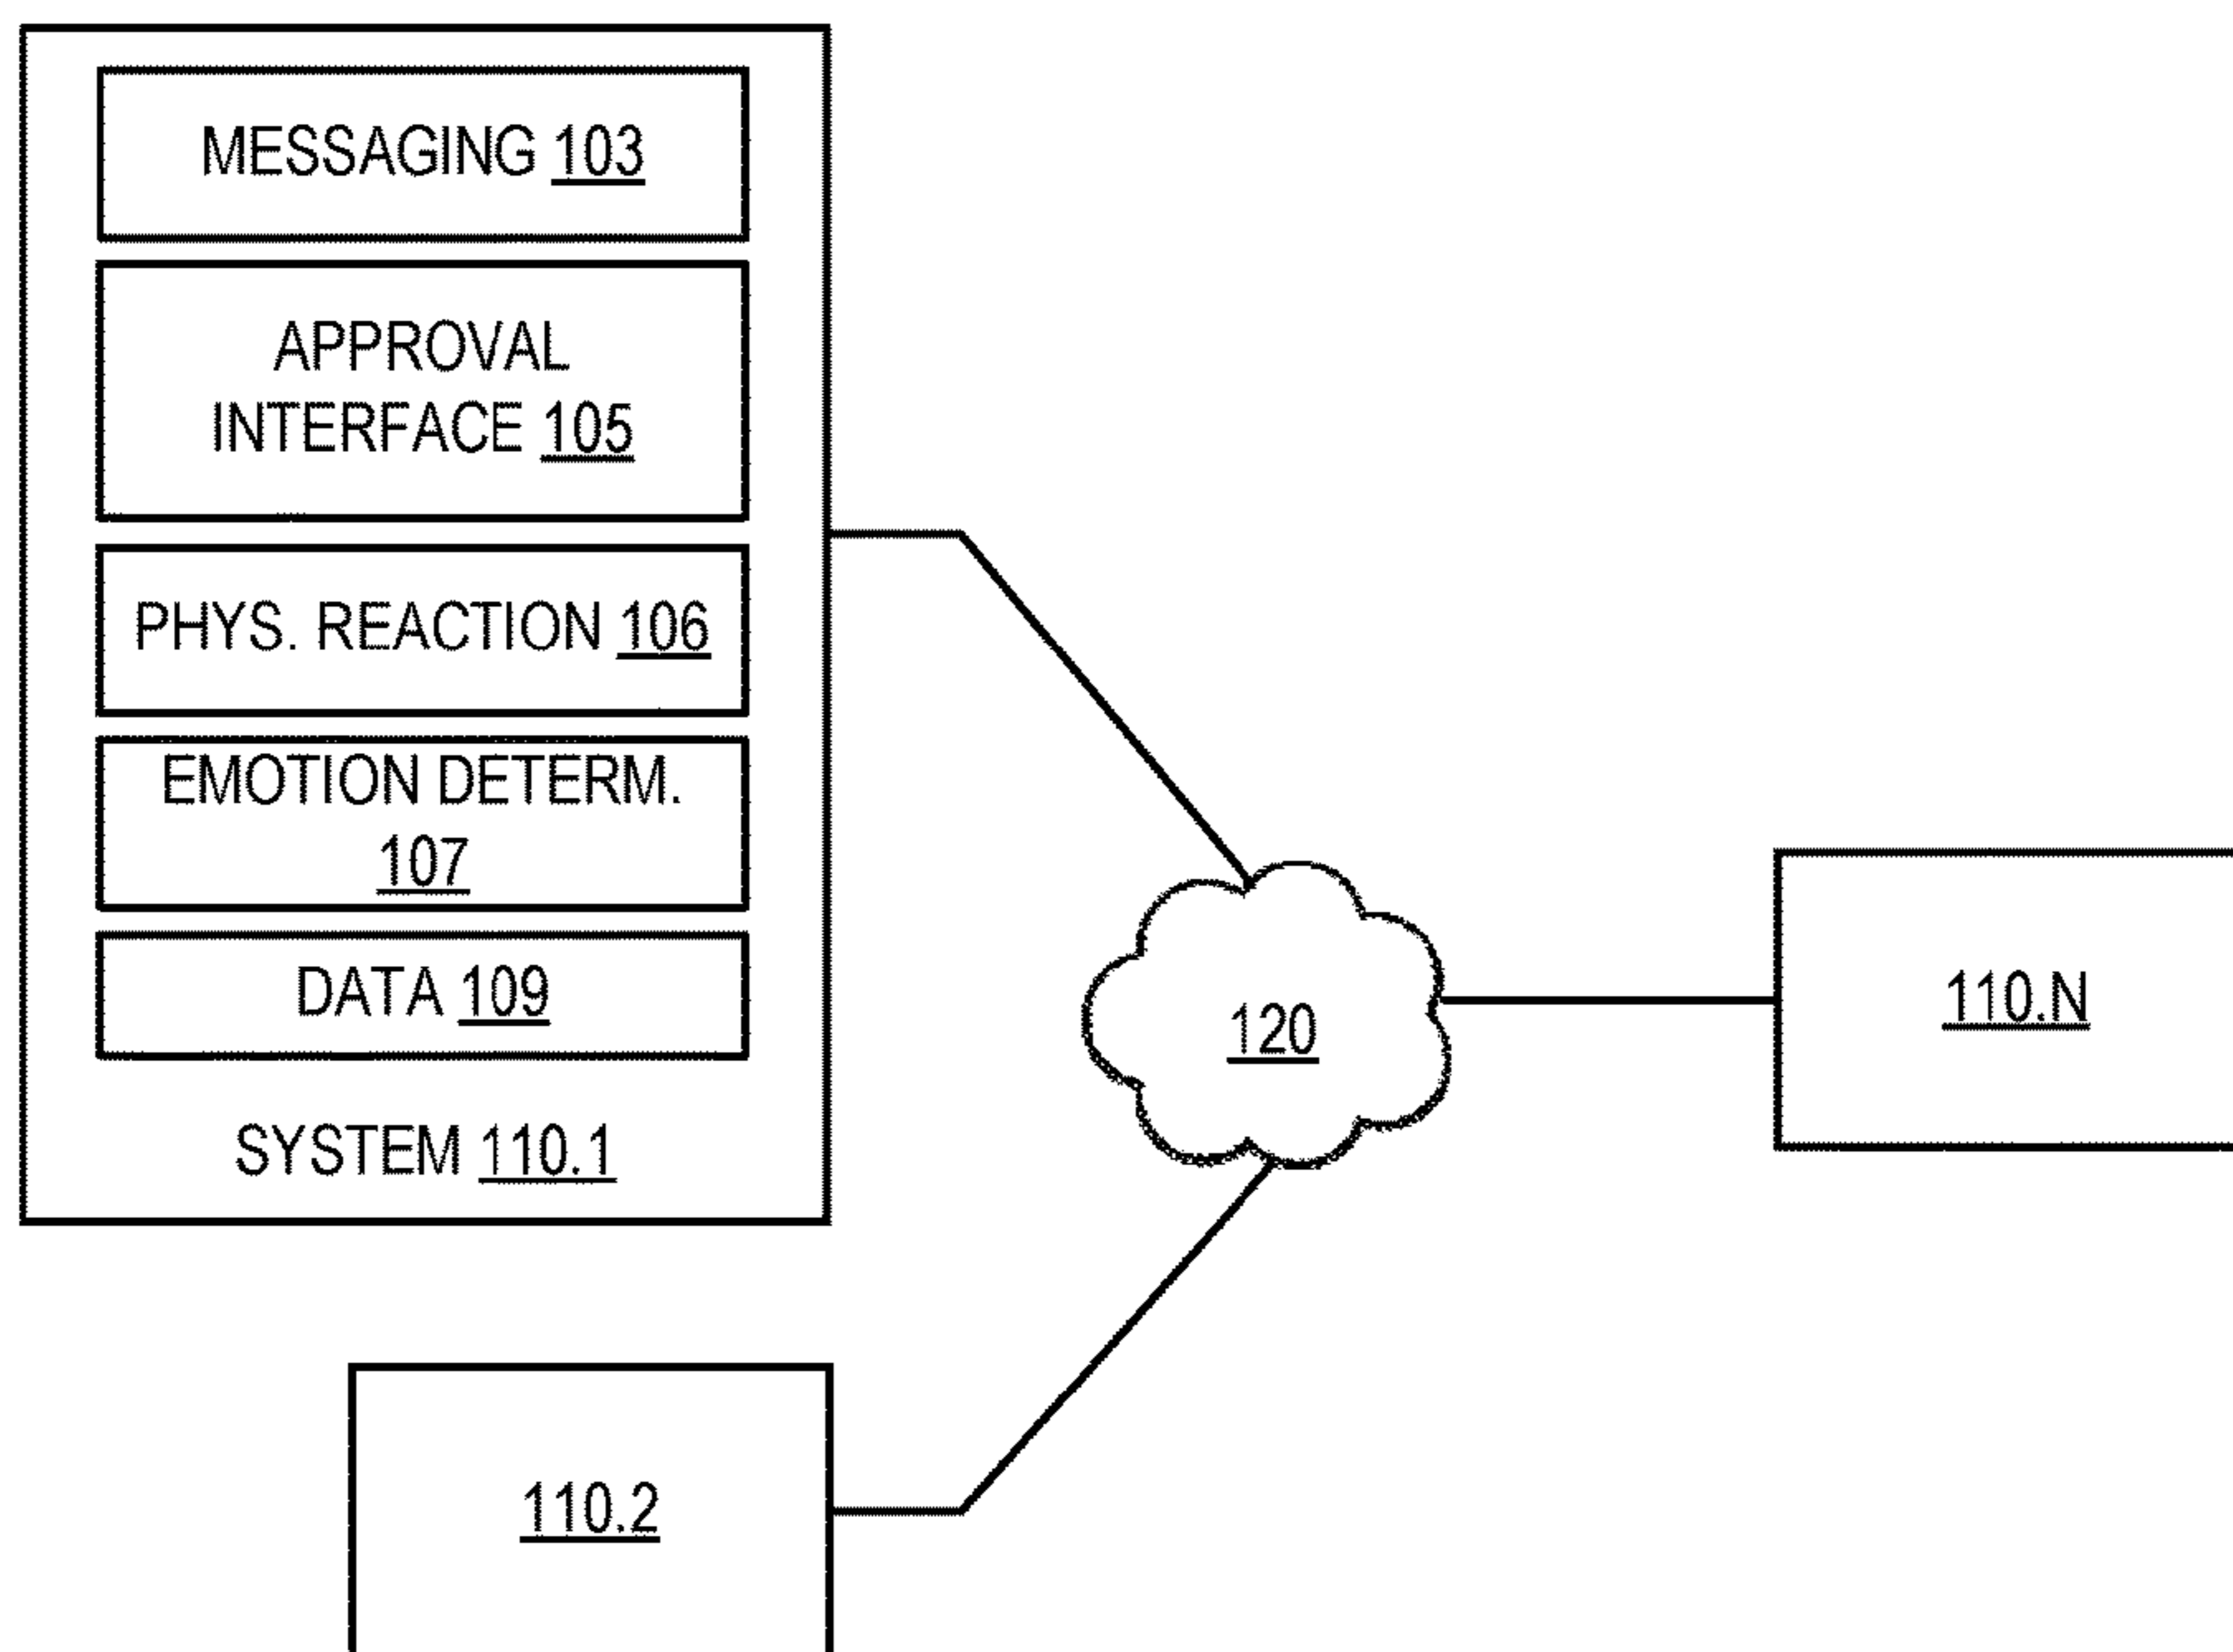 MESSAGING 103
APPROVAL
INTERFACE 105
PHYS. REACTION 106
EMOTION DETERM.
107
DATA 109
SYSTEM 110.1
120
110.N
110.2